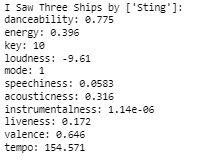 I Saw Three Ships by ['Sting']:
danceability: 0.775
energy: 0.396
key: 10
loudness: -9.61
mode: 1
speechiness: 0.0583
acousticness: 0.316
instrumentalness: 1.14e-06
liveness: 0.172
valence: 0.646
tempo: 154.571